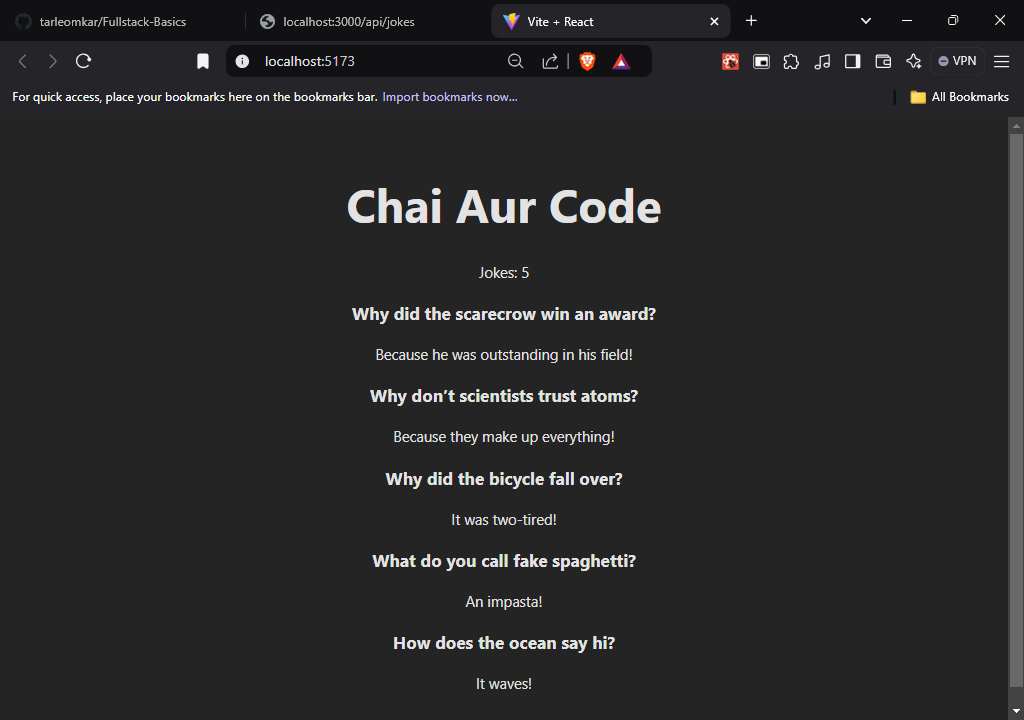 tarleomkar/Fullstack-Basics
localhost:3000/api/jokes
Vite + React
localhost:5173
VPN
For quick access, place your bookmarks here on the bookmarks bar. Import bookmarks now...
All Bookmarks
Chai Aur Code
Jokes: 5
Why did the scarecrow win an award?
Because he was outstanding in his field!
Why don’t scientists trust atoms?
Because they make up everything!
Why did the bicycle fall over?
It was two-tired!
What do you call fake spaghetti?
An impasta!
How does the ocean say hi?
It waves!